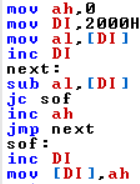 mov ah,0
mov DI,2000H
mov al,[DI]
inc DI
next:
sub al,[DI]
jc sof
inc ah
jmp next
sof:
inc DI
mov [DI],ah